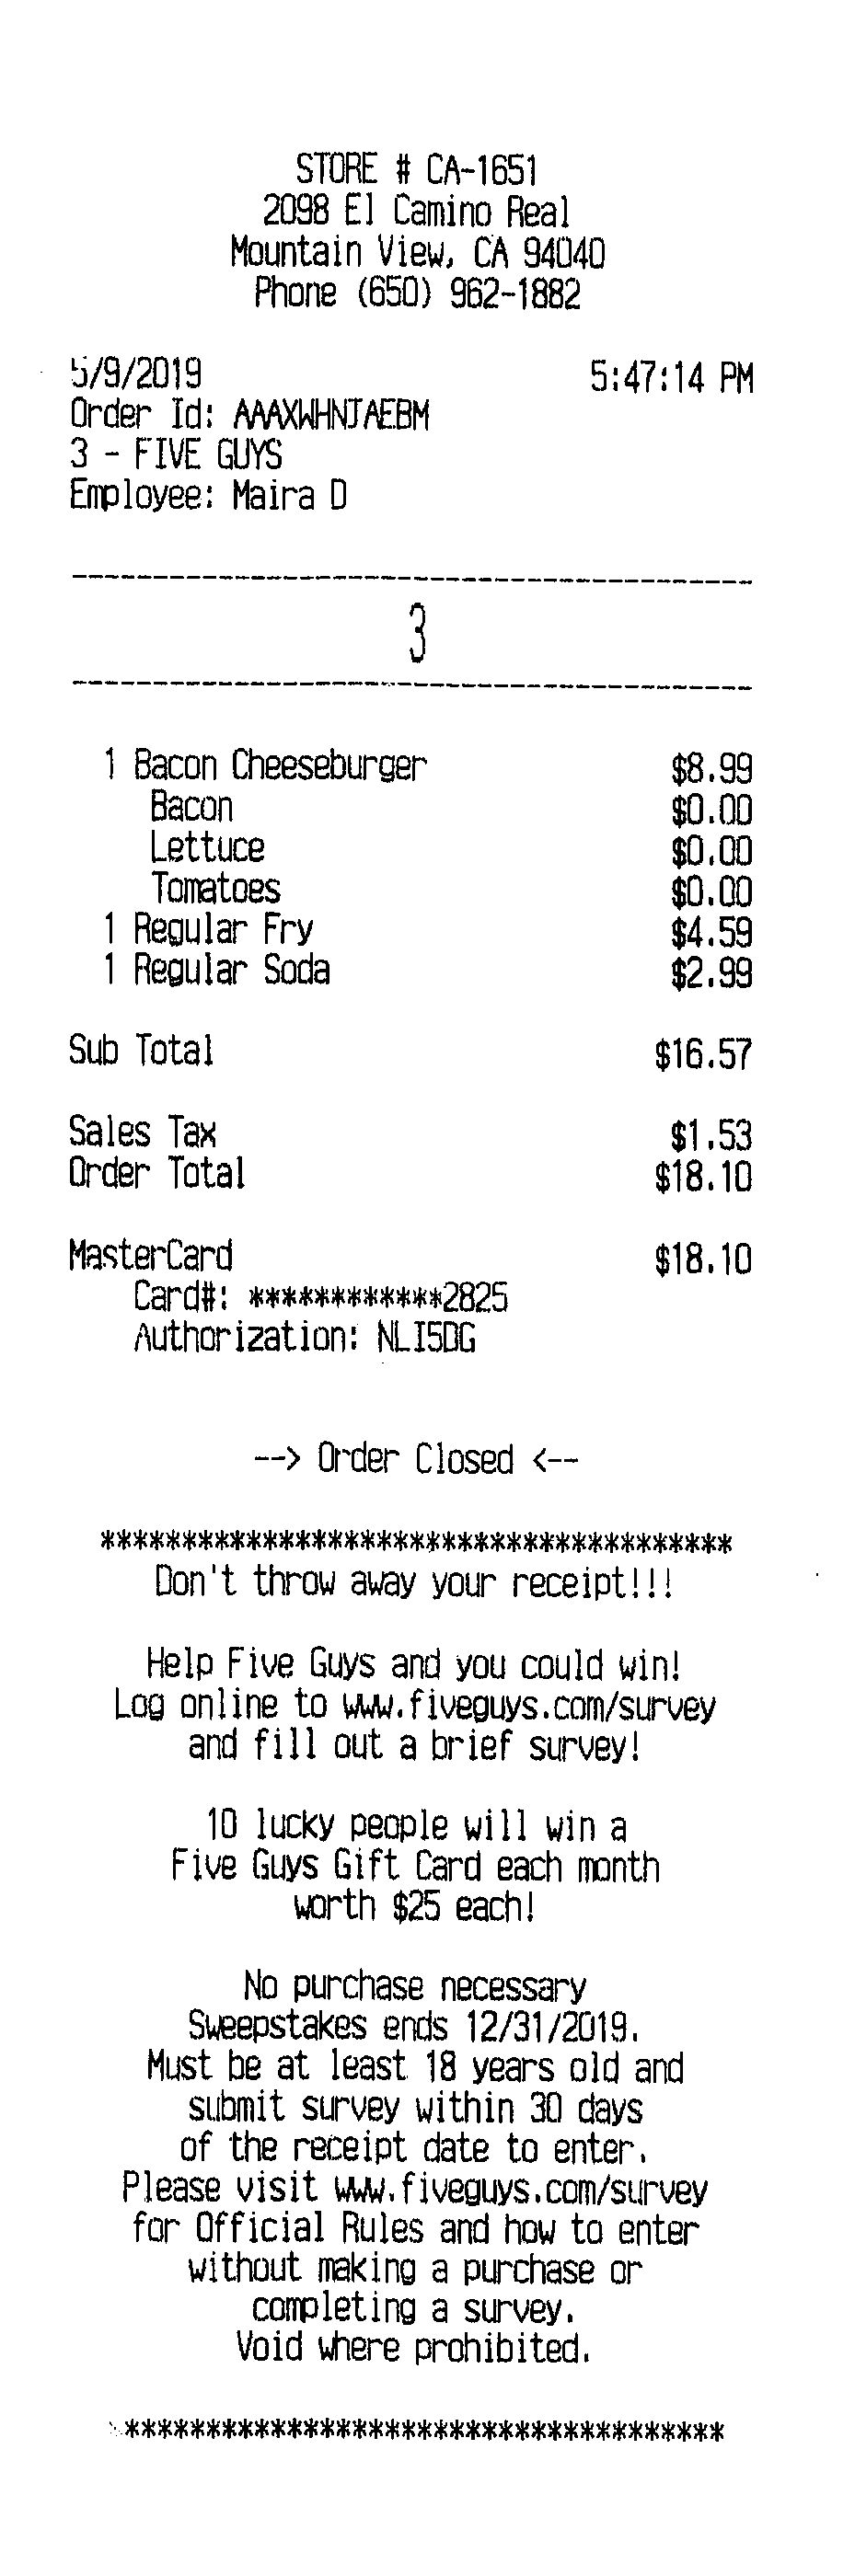 STORE # CA-1651
2098 El Camino Real
Mountain View, CA 94040
Phone (650) 962-1882
5/9/2019 5:47:14 PM
Order Id: AAAXWHNJAEBM
3 - FIVE GUYS
Employee: Maira D
-----------------------------------------
3
-----------------------------------------
1 Bacon Cheeseburger $8.99
Bacon $0.00
Lettuce $0.00
Tomatoes $0.00
1 Regular Fry $4.59
1 Regular Soda $2.99
Sub Total $16.57
Sales Tax $1.53
Order Total $18.10
MasterCard $18.10
Card#: ************2825
Authorization: NLI5DG
--> Order Closed <--
***************************************
Don't throw away your receipt!!!
Help Five Guys and you could win!
Log online to www.fiveguys.com/survey
and fill out a brief survey!
10 lucky people will win a
Five Guys Gift Card each month
worth $25 each!
No purchase necessary
Sweepstakes ends 12/31/2019.
Must be at least 18 years old and
submit survey within 30 days
of the receipt date to enter.
Please visit www.fiveguys.com/survey
for Official Rules and how to enter
without making a purchase or
completing a survey.
Void where prohibited.
*************************************